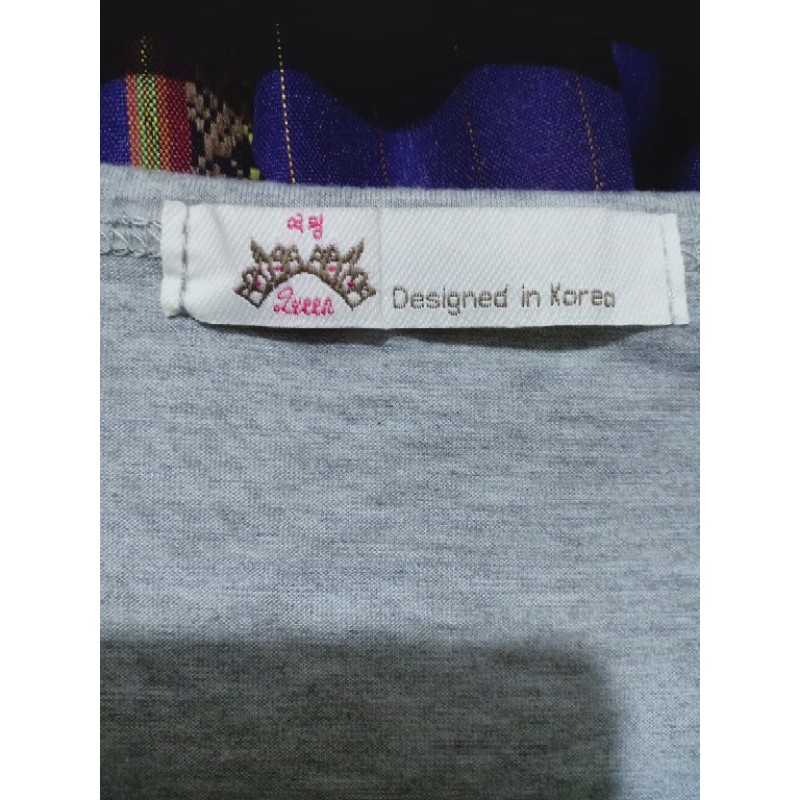 여왕
Queen
Designed in Korea